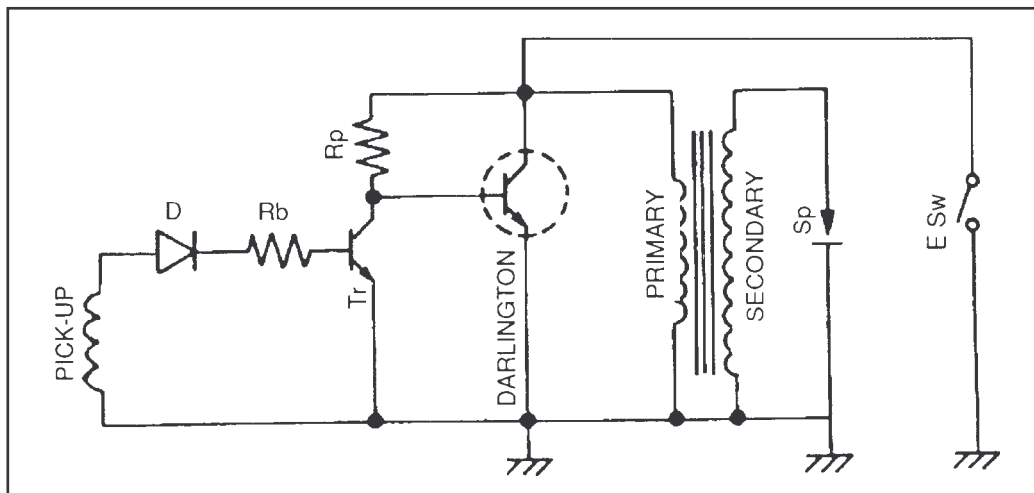 Rp
D
Rb
Tr
PICK-UP
DARLINGTON
PRIMARY
SECONDARY
Sp
E Sw